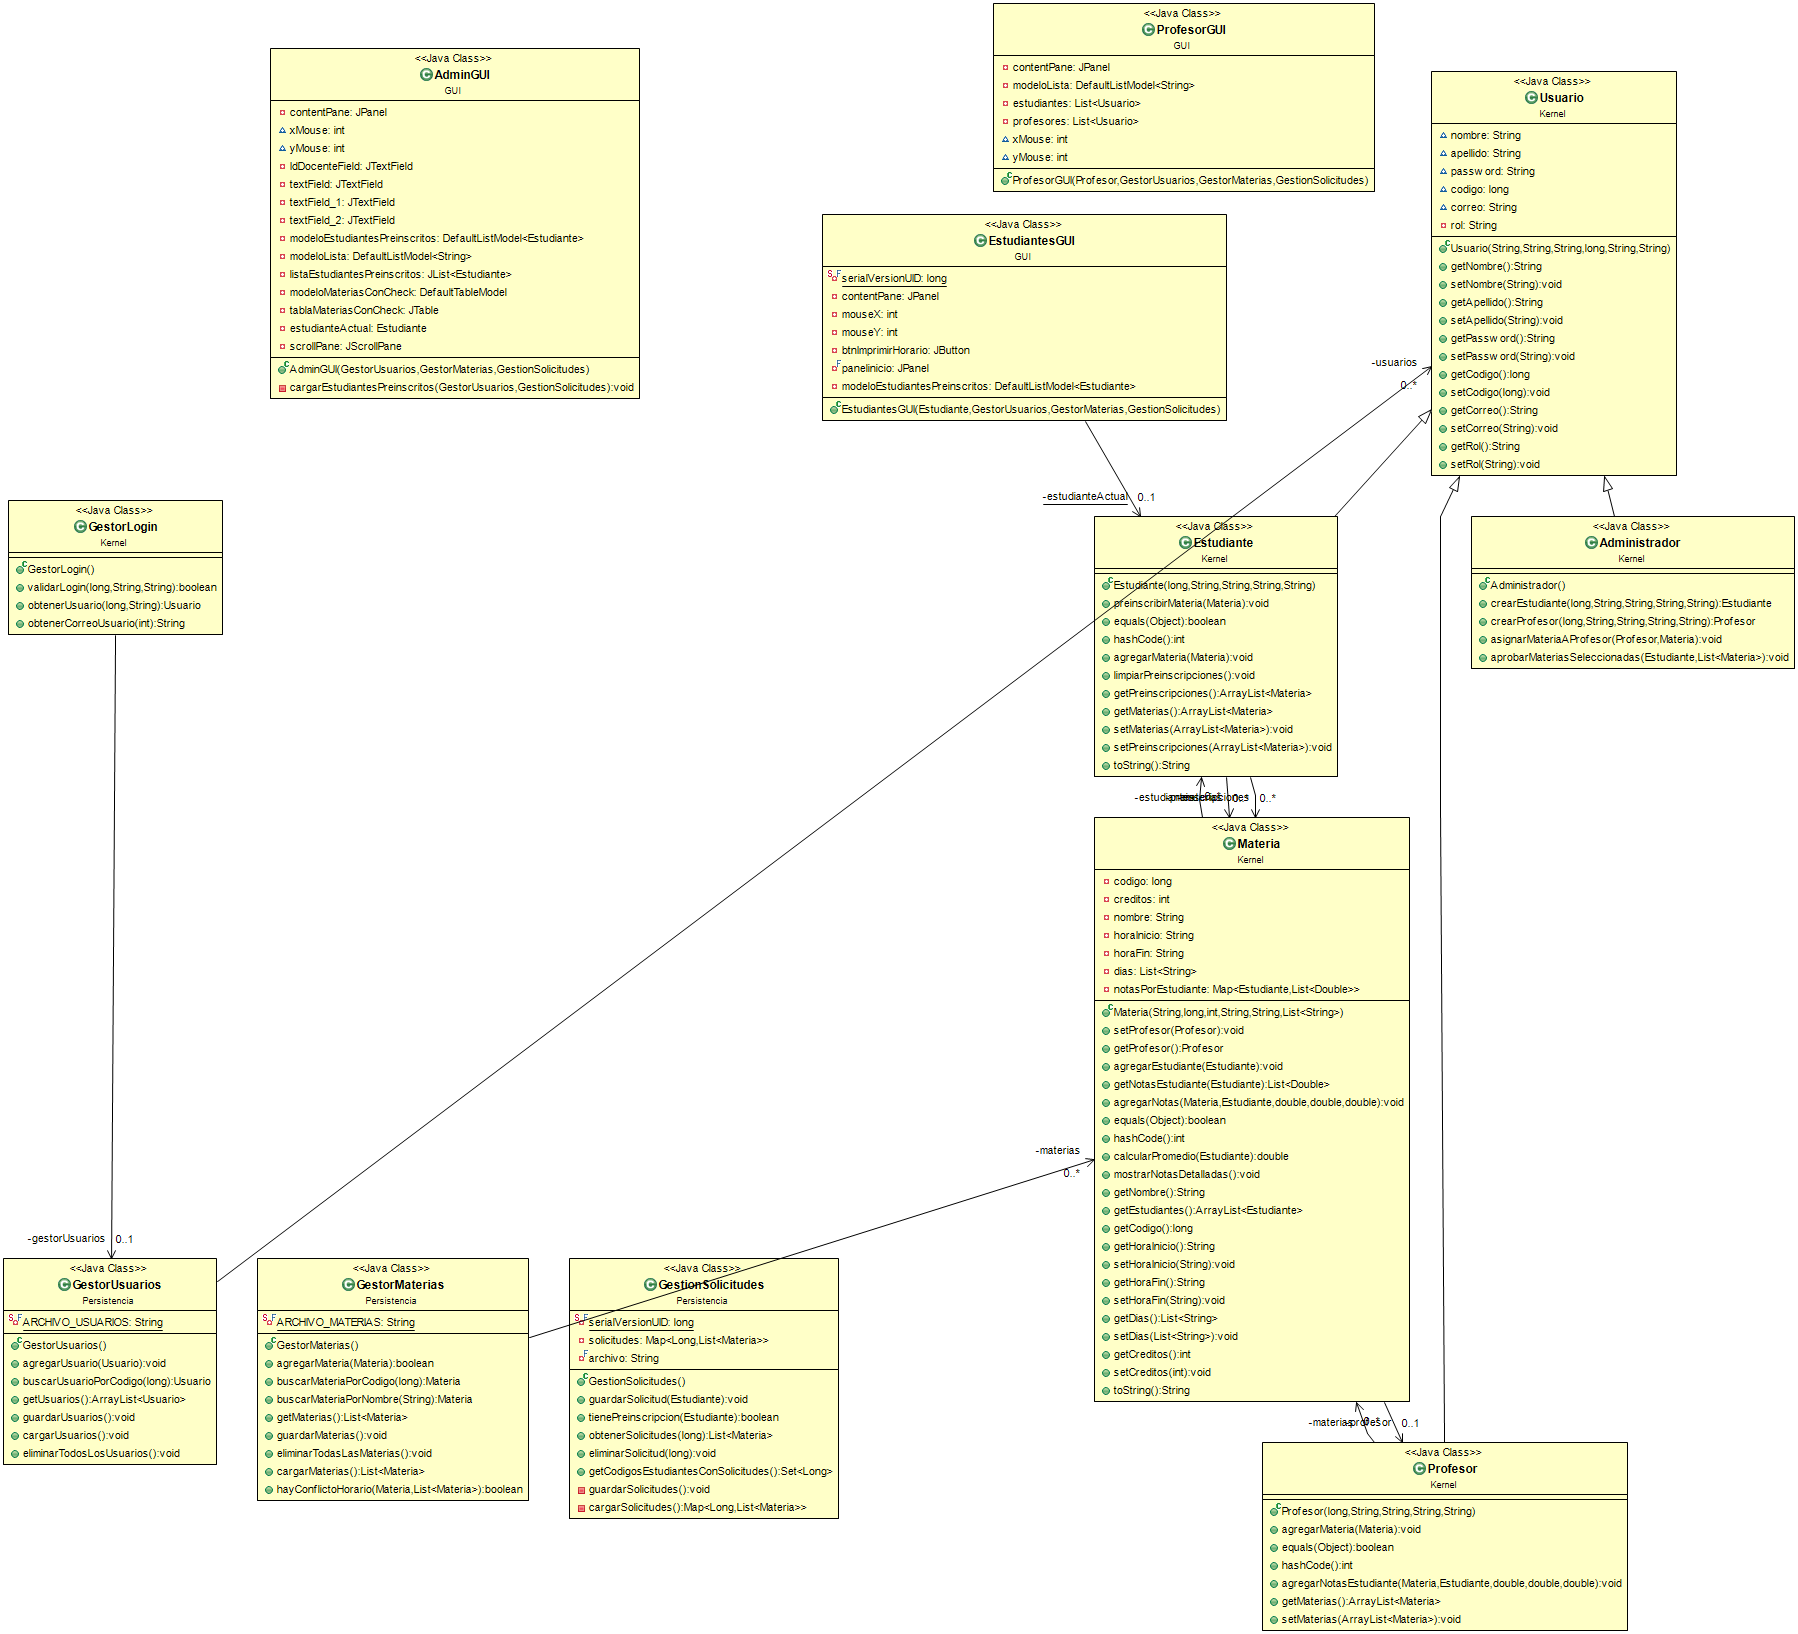 <<Java Class>>
AdminGUI
GUI
contentPane: JPanel
xMouse: int
yMouse: int
IdDocenteField: JTextField
textField: JTextField
textField_1: JTextField
textField_2: JTextField
modeloEstudiantesPreinscritos: DefaultListModel<Estudiante>
modeloLista: DefaultListModel<String>
listaEstudiantesPreinscritos: JList<Estudiante>
modeloMateriasConCheck: DefaultTableModel
tablaMateriasConCheck: JTable
estudianteActual: Estudiante
scrollPane: JScrollPane
AdminGUI(GestorUsuarios,GestorMaterias,GestionSolicitudes)
cargarEstudiantesPreinscritos(GestorUsuarios,GestionSolicitudes):void
<<Java Class>>
ProfesorGUI
GUI
contentPane: JPanel
modeloLista: DefaultListModel<String>
estudiantes: List<Usuario>
profesores: List<Usuario>
xMouse: int
yMouse: int
ProfesorGUI(Profesor,GestorUsuarios,GestorMaterias,GestionSolicitudes)
<<Java Class>>
Usuario
Kernel
nombre: String
apellido: String
password: String
codigo: long
correo: String
rol: String
Usuario(String,String,String,long,String,String)
getNombre():String
setNombre(String):void
getApellido():String
setApellido(String):void
getPassword():String
setPassword(String):void
getCodigo():long
setCodigo(long):void
getCorreo():String
setCorreo(String):void
getRol():String
setRol(String):void
<<Java Class>>
EstudiantesGUI
GUI
serialVersionUID: long
contentPane: JPanel
mouseX: int
mouseY: int
btnImprimirHorario: JButton
panelinicio: JPanel
modeloEstudiantesPreinscritos: DefaultListModel<Estudiante>
EstudiantesGUI(Estudiante,GestorUsuarios,GestorMaterias,GestionSolicitudes)
-usuarios
0..*
-estudianteActual
0..1
<<Java Class>>
GestorLogin
Kernel
GestorLogin()
validarLogin(long,String,String):boolean
obtenerUsuario(long,String):Usuario
obtenerCorreoUsuario(int):String
<<Java Class>>
Estudiante
Kernel
Estudiante(long,String,String,String,String)
preinscribirMateria(Materia):void
equals(Object):boolean
hashCode():int
agregarMateria(Materia):void
limpiarPreinscripciones():void
getPreinscripciones():ArrayList<Materia>
getMaterias():ArrayList<Materia>
setMaterias(ArrayList<Materia>):void
setPreinscripciones(ArrayList<Materia>):void
toString():String
<<Java Class>>
Administrador
Kernel
Administrador()
crearEstudiante(long,String,String,String,String):Estudiante
crearProfesor(long,String,String,String,String):Profesor
asignarMateriaAProfesor(Profesor,Materia):void
aprobarMateriasSeleccionadas(Estudiante,List<Materia>):void
0..*
0..*
<<Java Class>>
Materia
Kernel
codigo: long
creditos: int
nombre: String
horaInicio: String
horaFin: String
dias: List<String>
notasPorEstudiante: Map<Estudiante,List<Double>>
Materia(String,long,int,String,String,List<String>)
setProfesor(Profesor):void
getProfesor():Profesor
agregarEstudiante(Estudiante):void
getNotasEstudiante(Estudiante):List<Double>
agregarNotas(Materia,Estudiante,double,double,double):void
equals(Object):boolean
hashCode():int
calcularPromedio(Estudiante):double
mostrarNotasDetalladas():void
getNombre():String
getEstudiantes():ArrayList<Estudiante>
getCodigo():long
getHoraInicio():String
setHoraInicio(String):void
getHoraFin():String
setHoraFin(String):void
getDias():List<String>
setDias(List<String>):void
getCreditos():int
setCreditos(int):void
toString():String
-materias
0..*
-gestorUsuarios
0..1
<<Java Class>>
GestorUsuarios
Persistencia
ARCHIVO_USUARIOS: String
GestorUsuarios()
agregarUsuario(Usuario):void
buscarUsuarioPorCodigo(long):Usuario
getUsuarios():ArrayList<Usuario>
guardarUsuarios():void
cargarUsuarios():void
eliminarTodosLosUsuarios():void
<<Java Class>>
GestorMaterias
Persistencia
ARCHIVO_MATERIAS: String
GestorMaterias()
agregarMateria(Materia):boolean
buscarMateriaPorCodigo(long):Materia
buscarMateriaPorNombre(String):Materia
getMaterias():List<Materia>
guardarMaterias():void
eliminarTodasLasMaterias():void
cargarMaterias():List<Materia>
hayConflictoHorario(Materia,List<Materia>):boolean
<<Java Class>>
GestionSolicitudes
Persistencia
serialVersionUID: long
solicitudes: Map<Long,List<Materia>>
archivo: String
GestionSolicitudes()
guardarSolicitud(Estudiante):void
tienePreinscripcion(Estudiante):boolean
obtenerSolicitudes(long):List<Materia>
eliminarSolicitud(long):void
getCodigosEstudiantesConSolicitudes():Set<Long>
guardarSolicitudes():void
cargarSolicitudes():Map<Long,List<Materia>>
0..1
<<Java Class>>
Profesor
Kernel
Profesor(long,String,String,String,String)
agregarMateria(Materia):void
equals(Object):boolean
hashCode():int
agregarNotasEstudiante(Materia,Estudiante,double,double,double):void
getMaterias():ArrayList<Materia>
setMaterias(ArrayList<Materia>):void